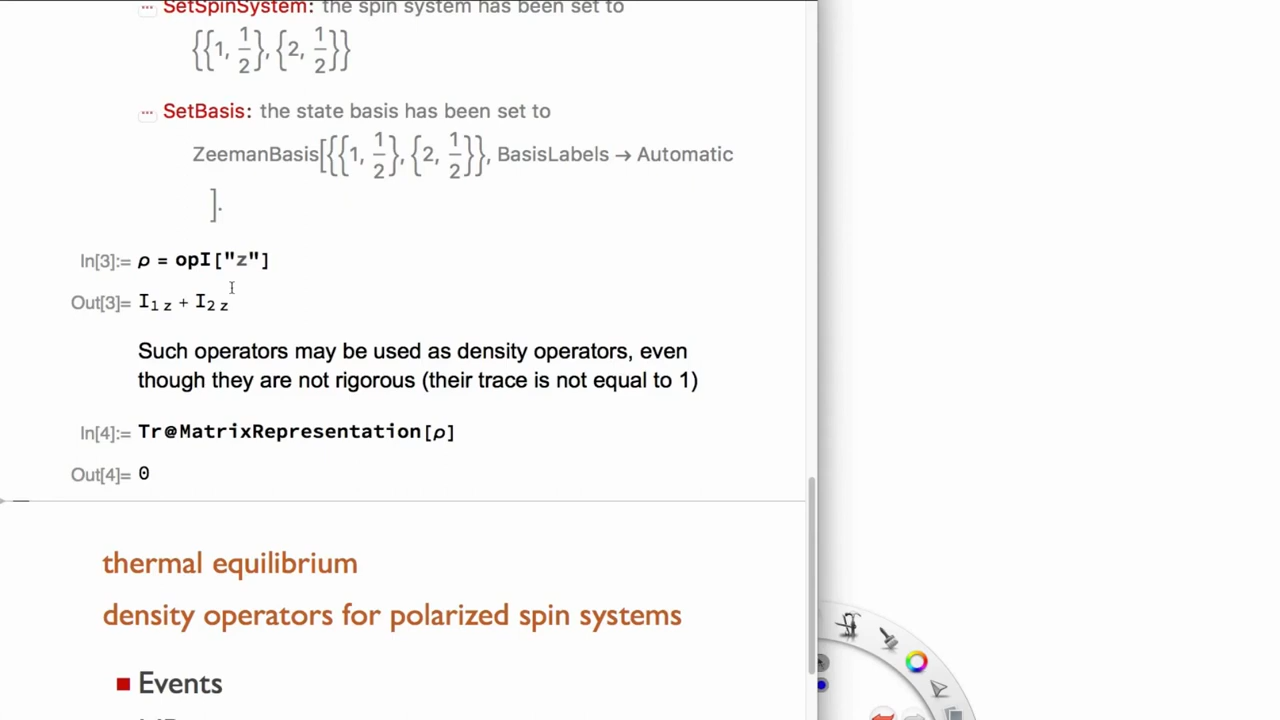 ... SetSpinSystem: the spin system has been set to
{{1, 1/2}, {2, 1/2}}
... SetBasis: the state basis has been set to
ZeemanBasis[{{1, 1/2}, {2, 1/2}}, BasisLabels → Automatic
].
In[3]:= ρ = opI["z"]
Out[3]= I1 z + I2 z
Such operators may be used as density operators, even
though they are not rigorous (their trace is not equal to 1)
In[4]:= Tr@MatrixRepresentation[ρ]
Out[4]= 0
thermal equilibrium
density operators for polarized spin systems
Events